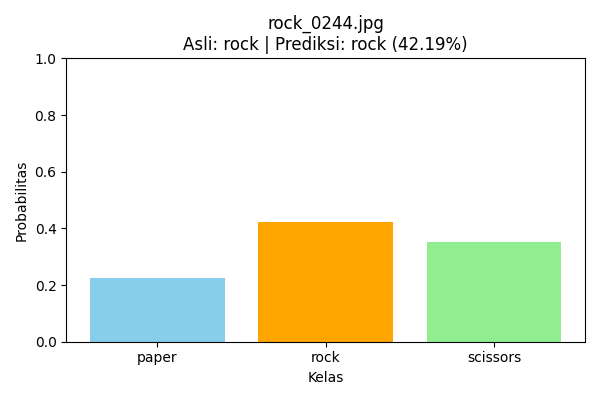 rock_0244.jpg
Asli: rock | Prediksi: rock (42.19%)
1.0
0.8
0.6
0.4
0.2
0.0
Probabilitas
paper
rock
scissors
Kelas